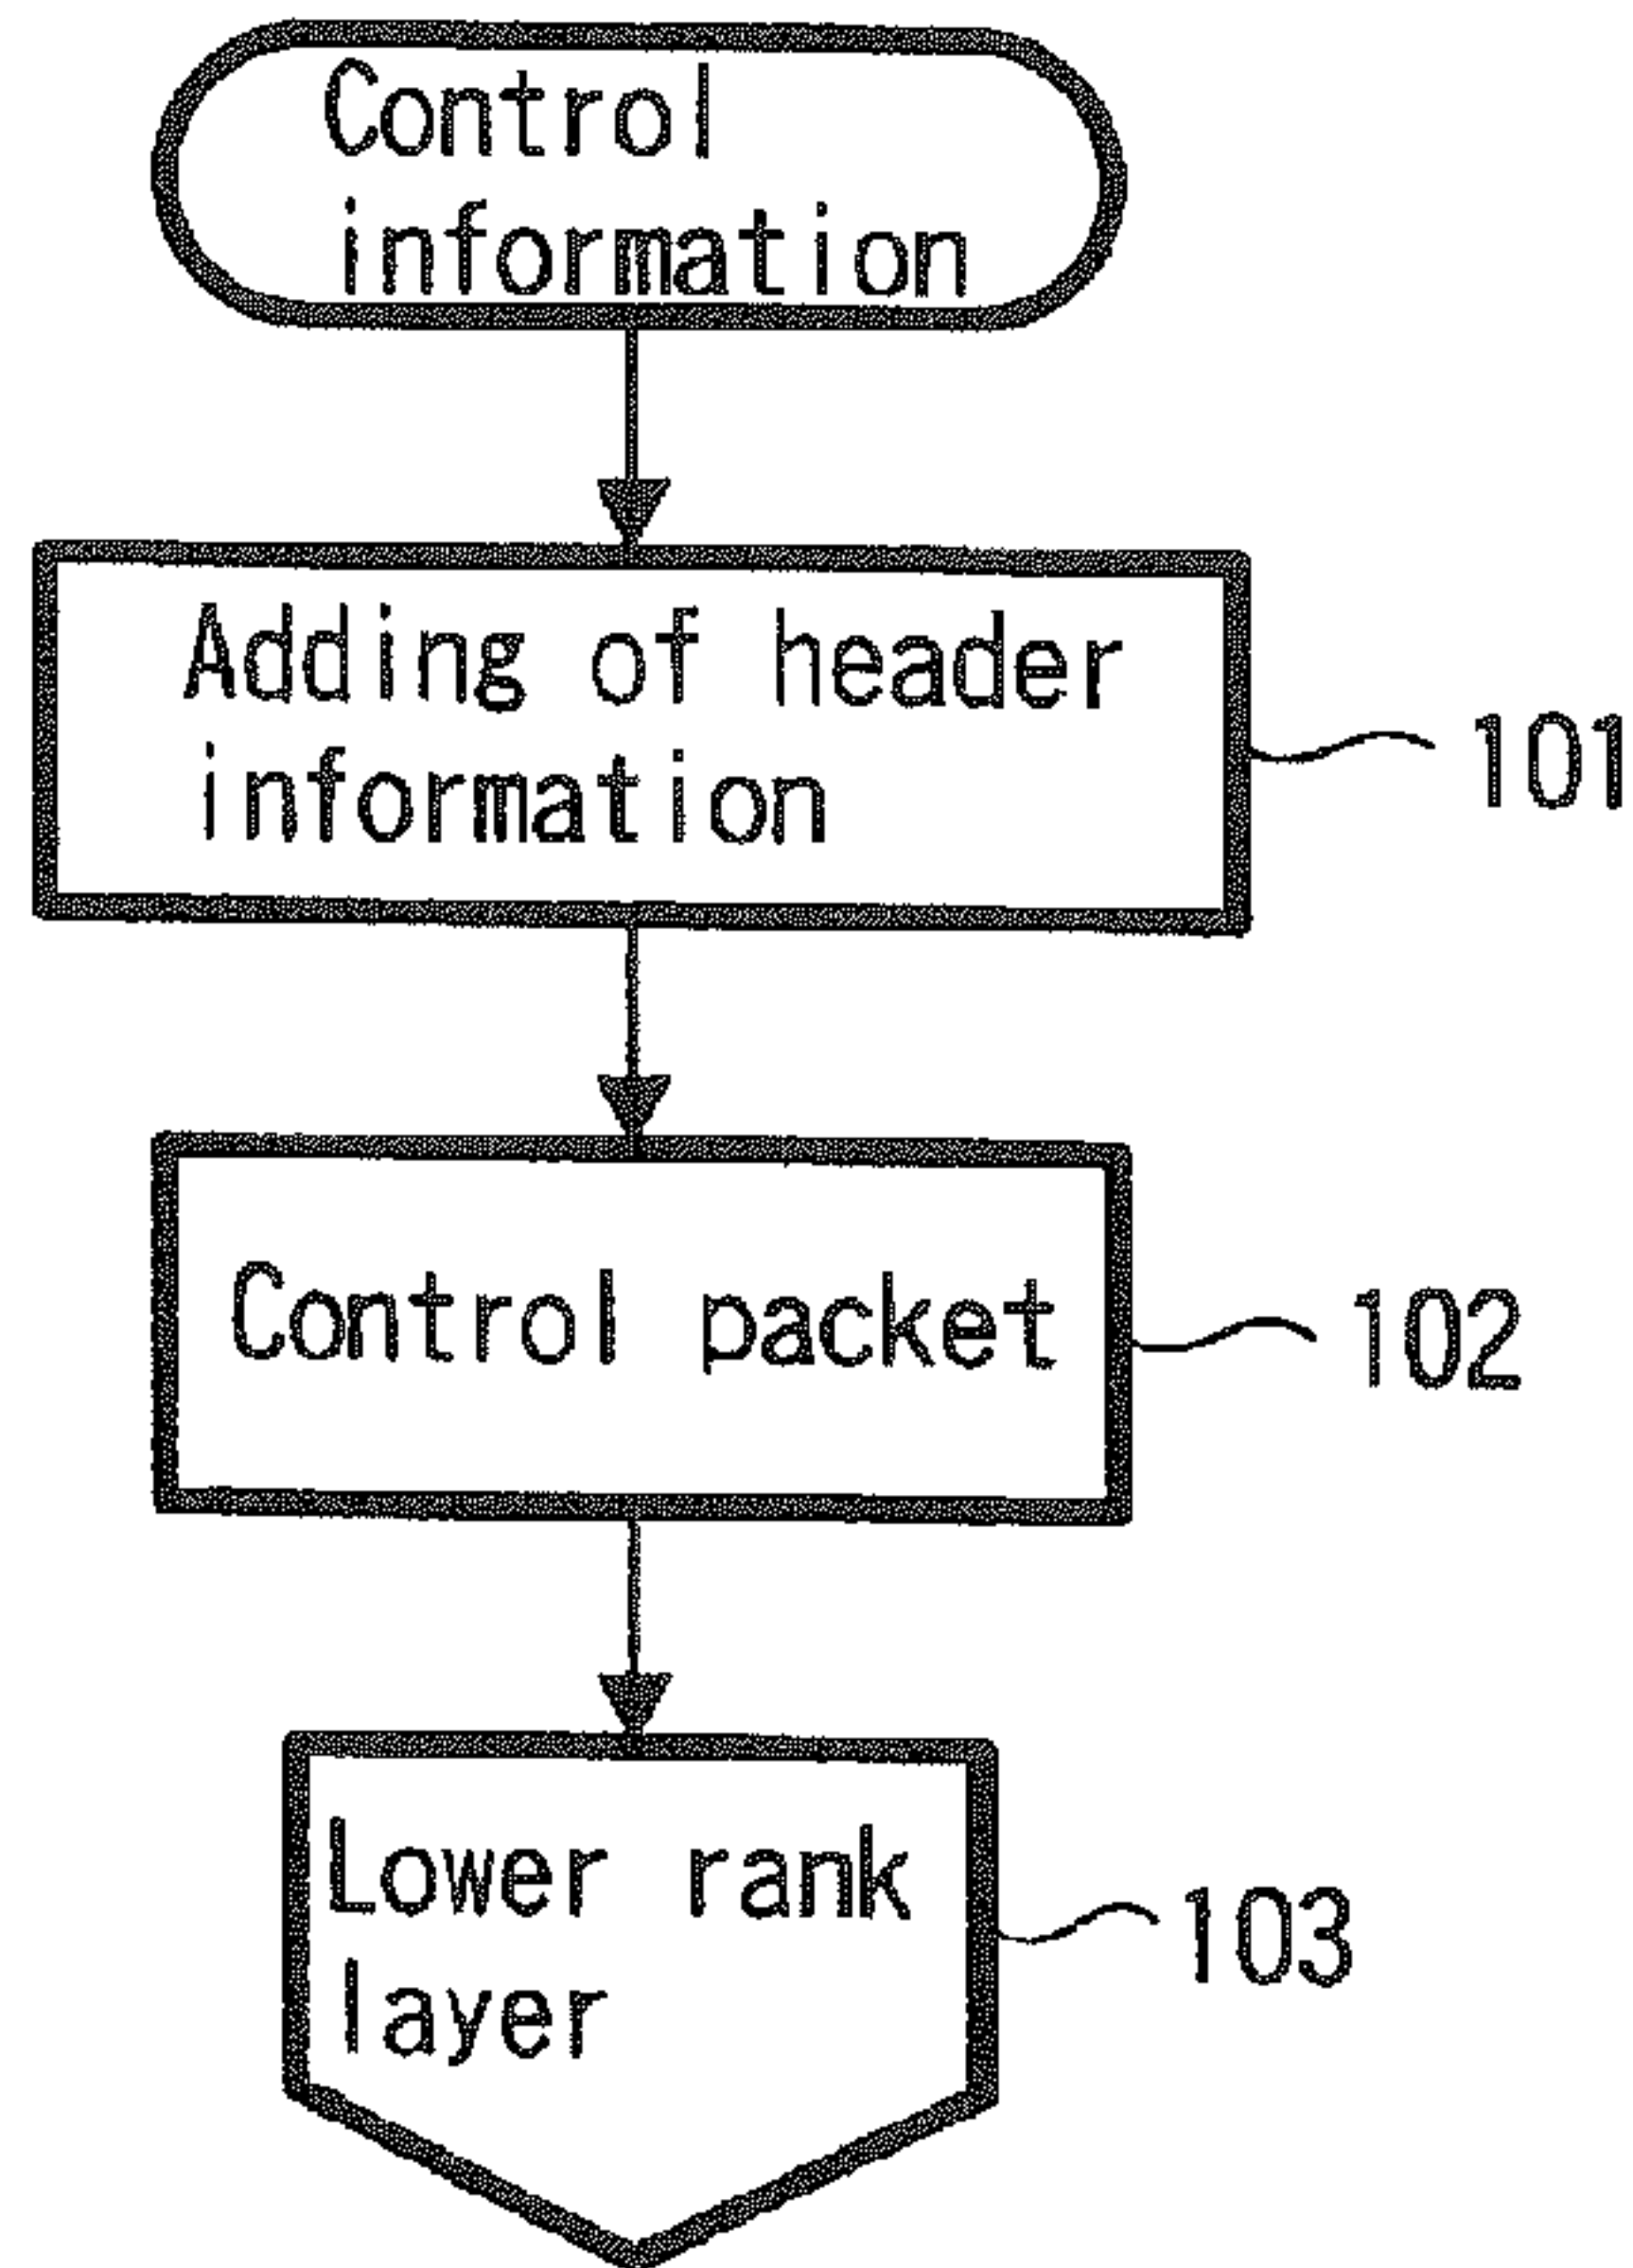 Control
information
Adding of header
information
101
Control packet
102
Lower rank
layer
103